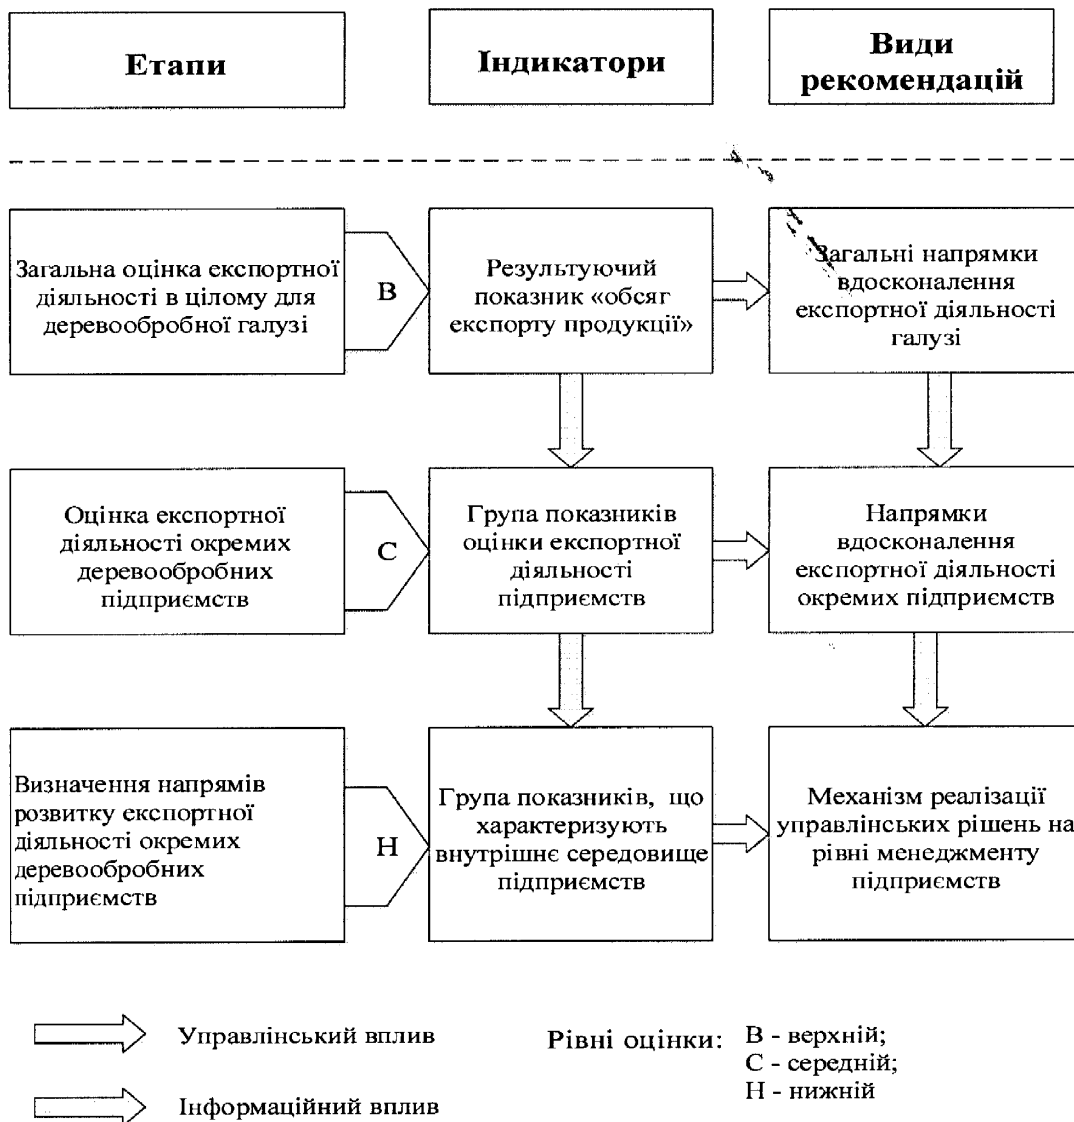 Етапи
Індикатори
Види
рекомендацій
Загальна оцінка експортної
діяльності в цілому для
деревообробної галузі
В
Результуючий
показник «обсяг
експорту продукції»
Загальні напрямки
вдосконалення
експортної діяльності
галузі
Оцінка експортної
діяльності окремих
деревообробних
підприємств
С
Група показників
оцінки експортної
діяльності
підприємств
Напрямки
вдосконалення
експортної діяльності
окремих підприємств
Визначення напрямів
розвитку експортної
діяльності окремих
деревообробних
підприємств
Н
Група показників, що
характеризують
внутрішнє середовище
підприємств
Механізм реалізації
управлінських рішень на
рівні менеджменту
підприємств
Управлінський вплив
Інформаційний вплив
Рівні оцінки:
В - верхній;
С - середній;
Н - нижній